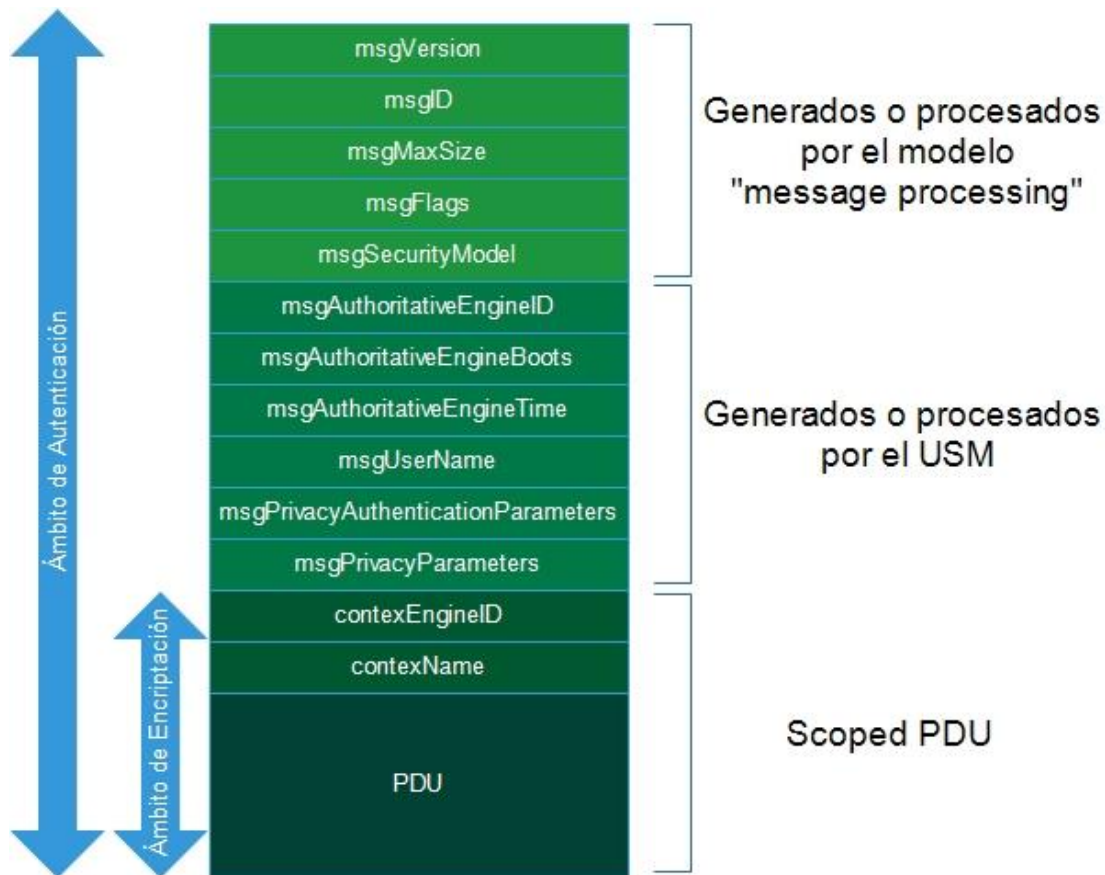 msgVersion
msgID
msgMaxSize
msgFlags
msgSecurityModel
Generados o procesados
por el modelo
"message processing"
msgAuthoritativeEngineID
msgAuthoritativeEngineBoots
msgAuthoritativeEngineTime
msgUserName
msgPrivacyAuthenticationParameters
msgPrivacyParameters
Generados o procesados
por el USM
contexEngineID
contexName
PDU
Scoped PDU
Ámbito de Autenticación
Ámbito de Encriptación